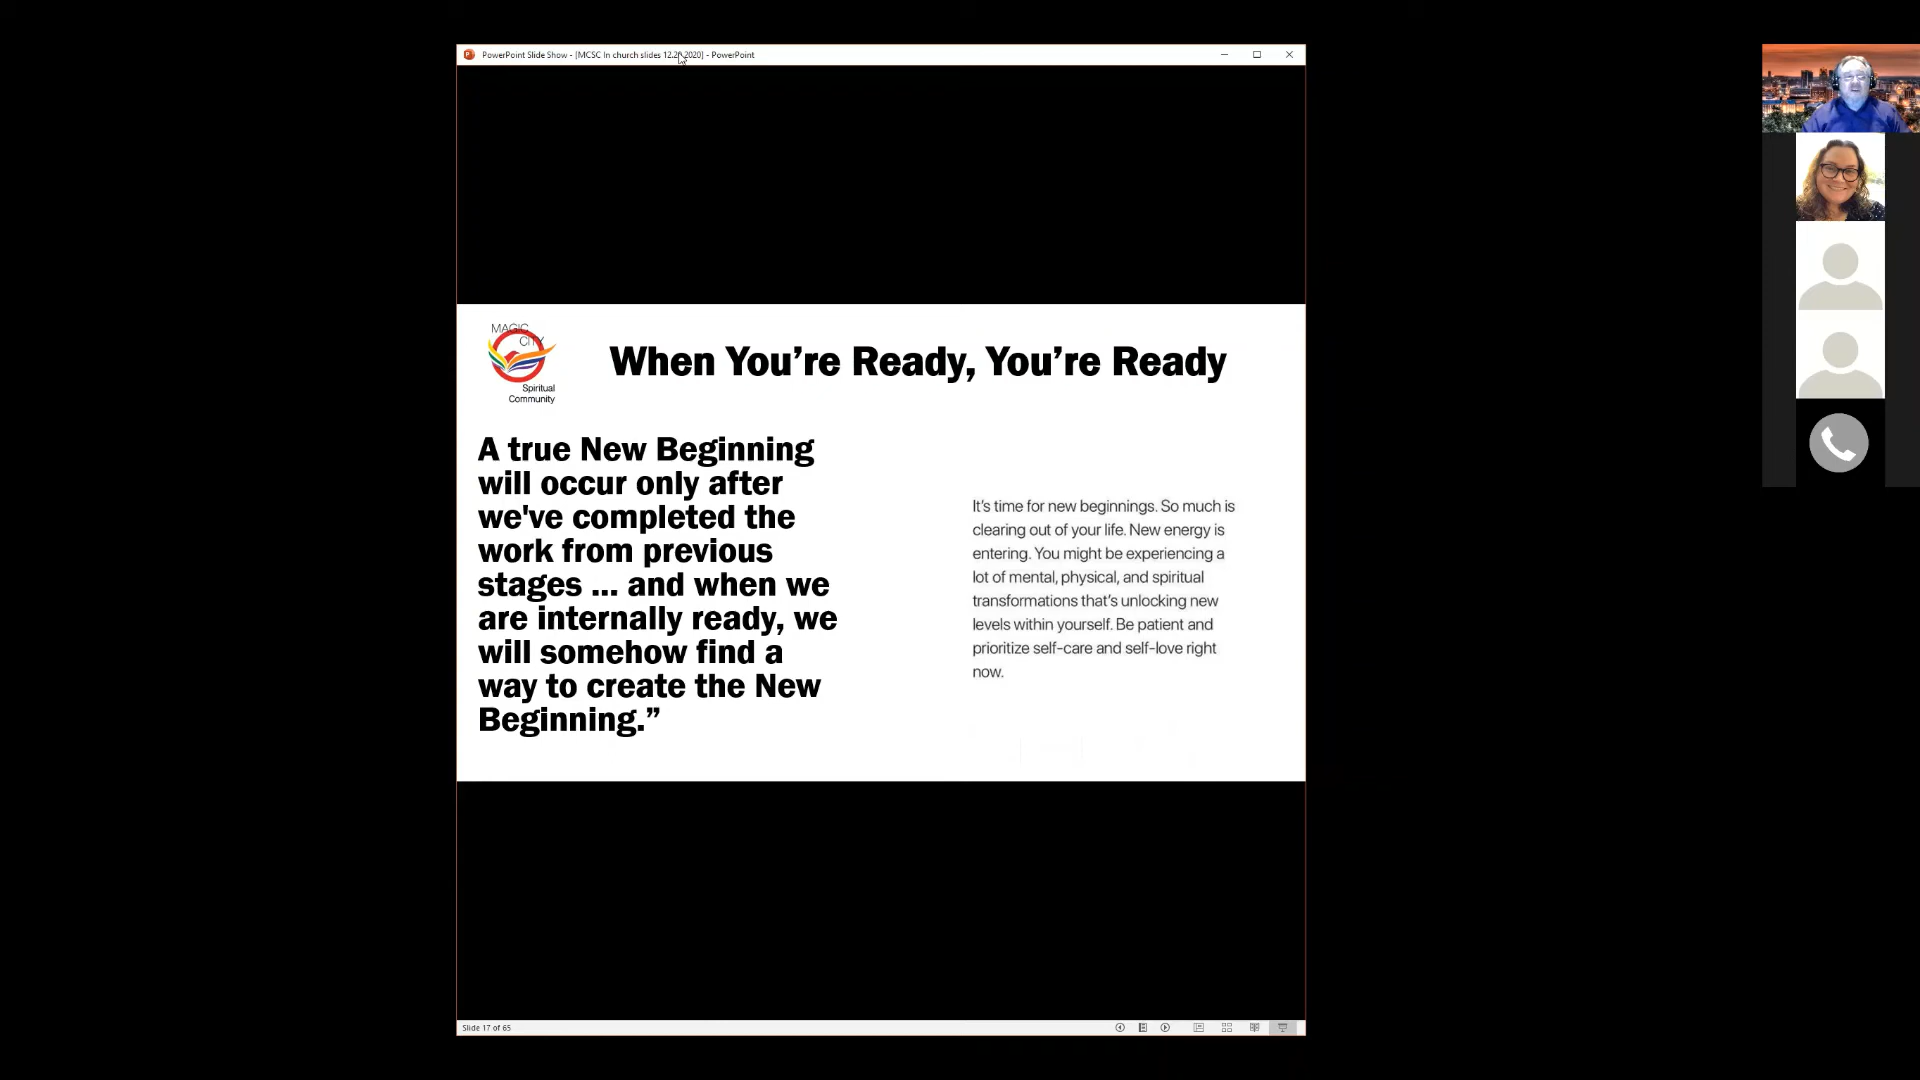 PowerPoint Slide Show - [MCSC In church slides 12.20.2020] - PowerPoint
MAGIC
CITY
Spiritual
Community
When You’re Ready, You’re Ready
A true New Beginning
will occur only after
we've completed the
work from previous
stages ... and when we
are internally ready, we
will somehow find a
way to create the New
Beginning.”
It’s time for new beginnings. So much is
clearing out of your life. New energy is
entering. You might be experiencing a
lot of mental, physical, and spiritual
transformations that’s unlocking new
levels within yourself. Be patient and
prioritize self-care and self-love right
now.
Slide 17 of 65